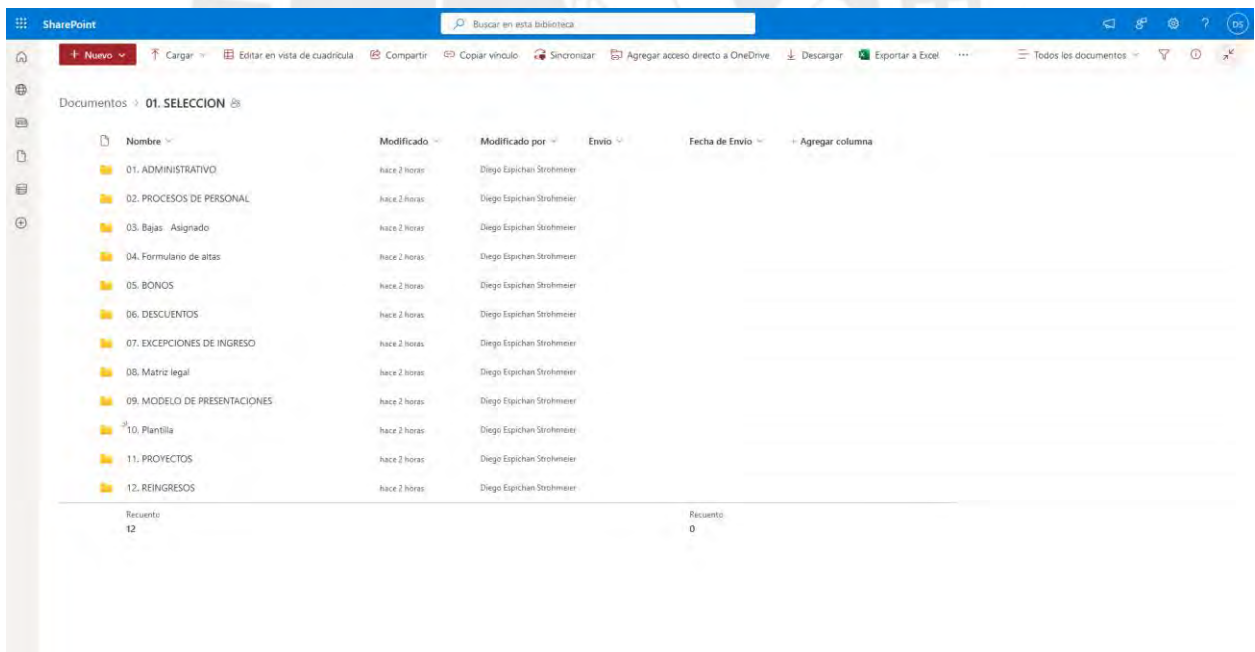 SharePoint Buscar en esta biblioteca ? DS
+ Nuevo Cargar Editar en vista de cuadrícula Compartir Copiar vínculo Sincronizar Agregar acceso directo a OneDrive Descargar Exportar a Excel ··· Todos los documentos
Documentos > 01. SELECCION
Nombre Modificado Modificado por Envio Fecha de Envio + Agregar columna
01. ADMINISTRATIVO hace 2 horas Diego Espichan Strohmeier
02. PROCESOS DE PERSONAL hace 2 horas Diego Espichan Strohmeier
03. Bajas Asignado hace 2 horas Diego Espichan Strohmeier
04. Formulario de altas hace 2 horas Diego Espichan Strohmeier
05. BONOS hace 2 horas Diego Espichan Strohmeier
06. DESCUENTOS hace 2 horas Diego Espichan Strohmeier
07. EXCEPCIONES DE INGRESO hace 2 horas Diego Espichan Strohmeier
08. Matriz legal hace 2 horas Diego Espichan Strohmeier
09. MODELO DE PRESENTACIONES hace 2 horas Diego Espichan Strohmeier
10. Plantilla hace 2 horas Diego Espichan Strohmeier
11. PROYECTOS hace 2 horas Diego Espichan Strohmeier
12. REINGRESOS hace 2 horas Diego Espichan Strohmeier
Recuento Recuento
12 0